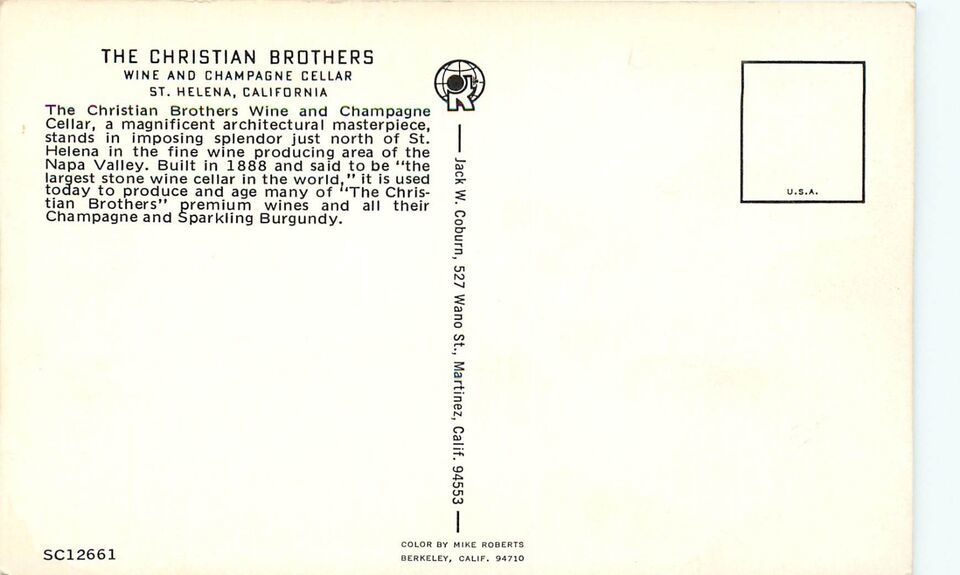 THE CHRISTIAN BROTHERS
WINE AND CHAMPAGNE CELLAR
ST. HELENA, CALIFORNIA
The Christian Brothers Wine and Champagne
Cellar, a magnificent architectural masterpiece,
stands in imposing splendor just north of St.
Helena in the fine wine producing area of the
Napa Valley. Built in 1888 and said to be "the
largest stone wine cellar in the world," it is used
today to produce and age many of "The Chris-
tian Brothers" premium wines and all their
Champagne and Sparkling Burgundy.
SC12661
R
Jack W. Coburn, 527 Wano St., Martinez, Calif. 94553
COLOR BY MIKE ROBERTS
BERKELEY, CALIF. 94710
U.S.A.